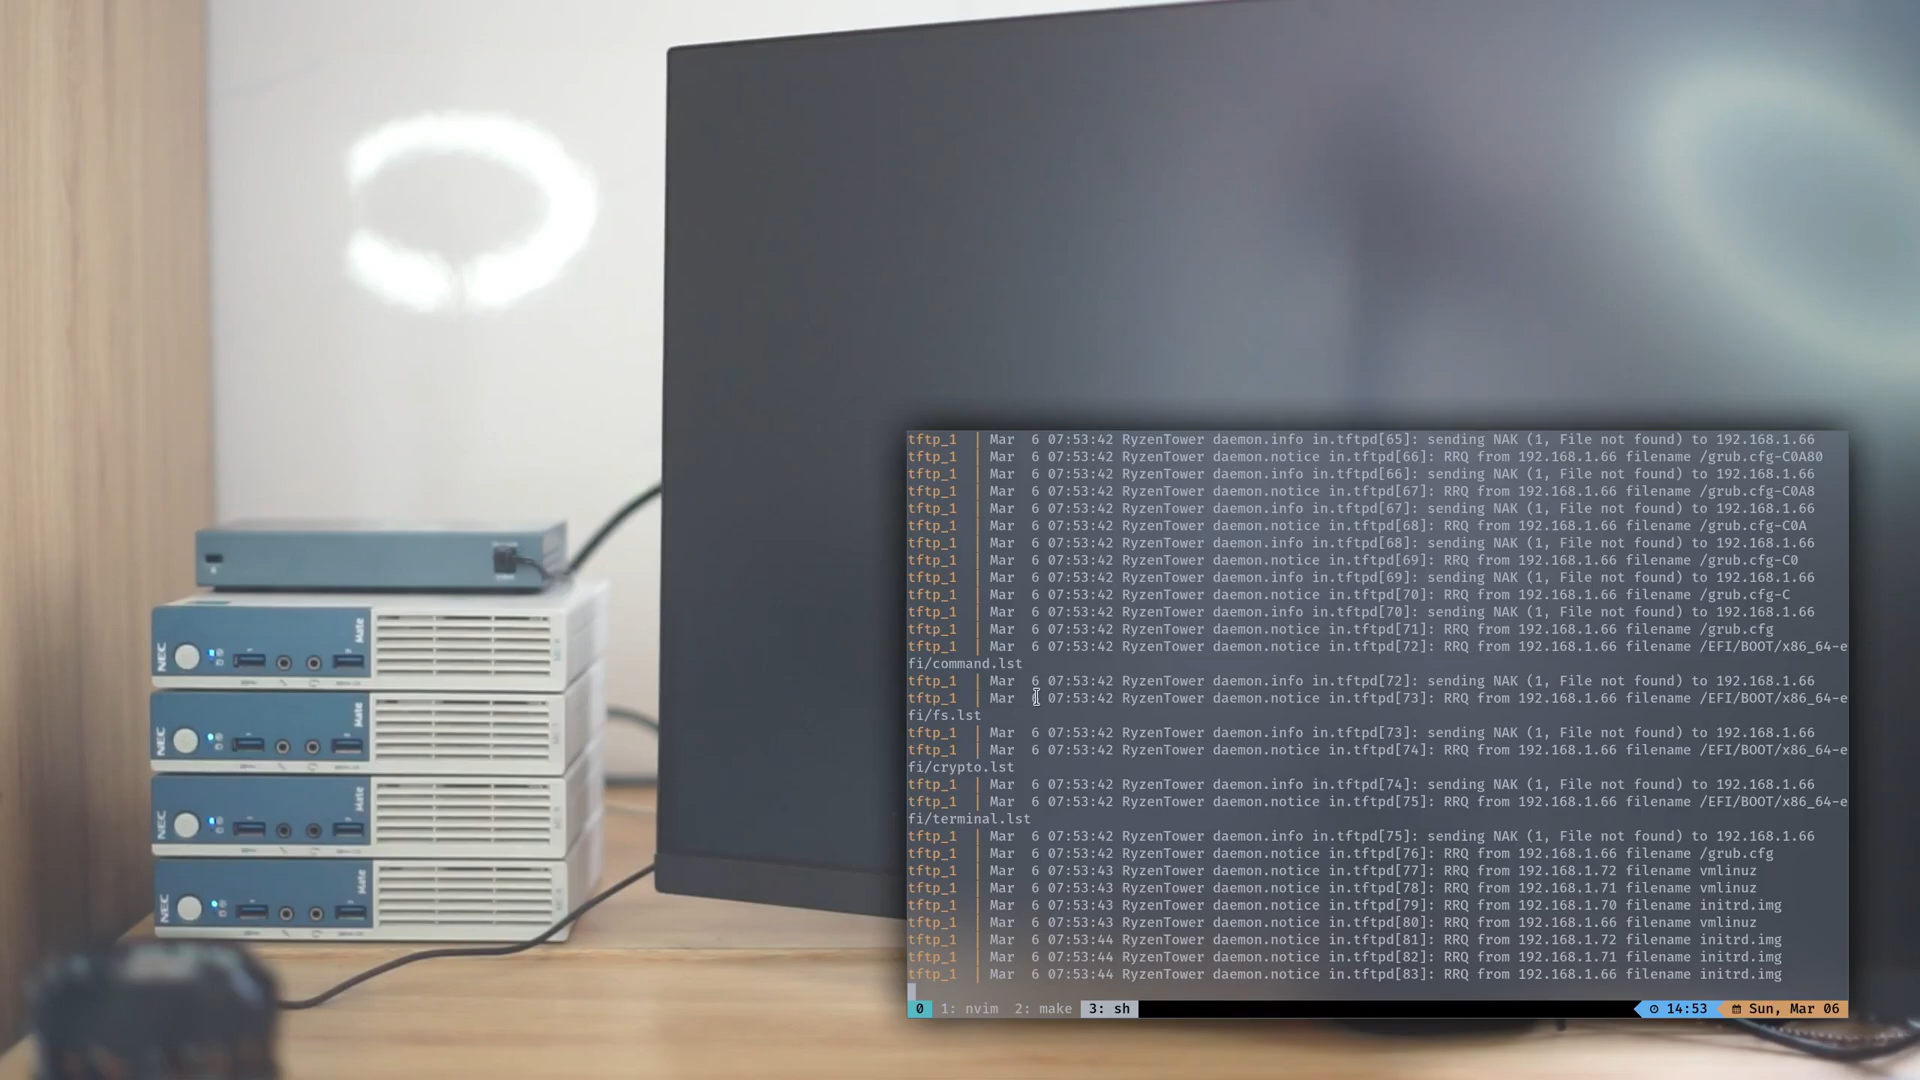 NEC
Mate
NEC
Mate
NEC
Mate
NEC
Mate
tftp_1 | Mar 6 07:53:42 RyzenTower daemon.info in.tftpd[65]: sending NAK (1, File not found) to 192.168.1.66
tftp_1 | Mar 6 07:53:42 RyzenTower daemon.notice in.tftpd[66]: RRQ from 192.168.1.66 filename /grub.cfg-C0A80
tftp_1 | Mar 6 07:53:42 RyzenTower daemon.info in.tftpd[66]: sending NAK (1, File not found) to 192.168.1.66
tftp_1 | Mar 6 07:53:42 RyzenTower daemon.notice in.tftpd[67]: RRQ from 192.168.1.66 filename /grub.cfg-C0A8
tftp_1 | Mar 6 07:53:42 RyzenTower daemon.info in.tftpd[67]: sending NAK (1, File not found) to 192.168.1.66
tftp_1 | Mar 6 07:53:42 RyzenTower daemon.notice in.tftpd[68]: RRQ from 192.168.1.66 filename /grub.cfg-C0A
tftp_1 | Mar 6 07:53:42 RyzenTower daemon.info in.tftpd[68]: sending NAK (1, File not found) to 192.168.1.66
tftp_1 | Mar 6 07:53:42 RyzenTower daemon.notice in.tftpd[69]: RRQ from 192.168.1.66 filename /grub.cfg-C0
tftp_1 | Mar 6 07:53:42 RyzenTower daemon.info in.tftpd[69]: sending NAK (1, File not found) to 192.168.1.66
tftp_1 | Mar 6 07:53:42 RyzenTower daemon.notice in.tftpd[70]: RRQ from 192.168.1.66 filename /grub.cfg-C
tftp_1 | Mar 6 07:53:42 RyzenTower daemon.info in.tftpd[70]: sending NAK (1, File not found) to 192.168.1.66
tftp_1 | Mar 6 07:53:42 RyzenTower daemon.notice in.tftpd[71]: RRQ from 192.168.1.66 filename /grub.cfg
tftp_1 | Mar 6 07:53:42 RyzenTower daemon.notice in.tftpd[72]: RRQ from 192.168.1.66 filename /EFI/BOOT/x86_64-e
fi/command.lst
tftp_1 | Mar 6 07:53:42 RyzenTower daemon.info in.tftpd[72]: sending NAK (1, File not found) to 192.168.1.66
tftp_1 | Mar 6 07:53:42 RyzenTower daemon.notice in.tftpd[73]: RRQ from 192.168.1.66 filename /EFI/BOOT/x86_64-e
fi/fs.lst
tftp_1 | Mar 6 07:53:42 RyzenTower daemon.info in.tftpd[73]: sending NAK (1, File not found) to 192.168.1.66
tftp_1 | Mar 6 07:53:42 RyzenTower daemon.notice in.tftpd[74]: RRQ from 192.168.1.66 filename /EFI/BOOT/x86_64-e
fi/crypto.lst
tftp_1 | Mar 6 07:53:42 RyzenTower daemon.info in.tftpd[74]: sending NAK (1, File not found) to 192.168.1.66
tftp_1 | Mar 6 07:53:42 RyzenTower daemon.notice in.tftpd[75]: RRQ from 192.168.1.66 filename /EFI/BOOT/x86_64-e
fi/terminal.lst
tftp_1 | Mar 6 07:53:42 RyzenTower daemon.info in.tftpd[75]: sending NAK (1, File not found) to 192.168.1.66
tftp_1 | Mar 6 07:53:42 RyzenTower daemon.notice in.tftpd[76]: RRQ from 192.168.1.66 filename /grub.cfg
tftp_1 | Mar 6 07:53:43 RyzenTower daemon.notice in.tftpd[77]: RRQ from 192.168.1.72 filename vmlinuz
tftp_1 | Mar 6 07:53:43 RyzenTower daemon.notice in.tftpd[78]: RRQ from 192.168.1.71 filename vmlinuz
tftp_1 | Mar 6 07:53:43 RyzenTower daemon.notice in.tftpd[79]: RRQ from 192.168.1.70 filename initrd.img
tftp_1 | Mar 6 07:53:43 RyzenTower daemon.notice in.tftpd[80]: RRQ from 192.168.1.66 filename vmlinuz
tftp_1 | Mar 6 07:53:44 RyzenTower daemon.notice in.tftpd[81]: RRQ from 192.168.1.72 filename initrd.img
tftp_1 | Mar 6 07:53:44 RyzenTower daemon.notice in.tftpd[82]: RRQ from 192.168.1.71 filename initrd.img
tftp_1 | Mar 6 07:53:44 RyzenTower daemon.notice in.tftpd[83]: RRQ from 192.168.1.66 filename initrd.img
0 1: nvim 2: make 3: sh 14:53 Sun, Mar 06